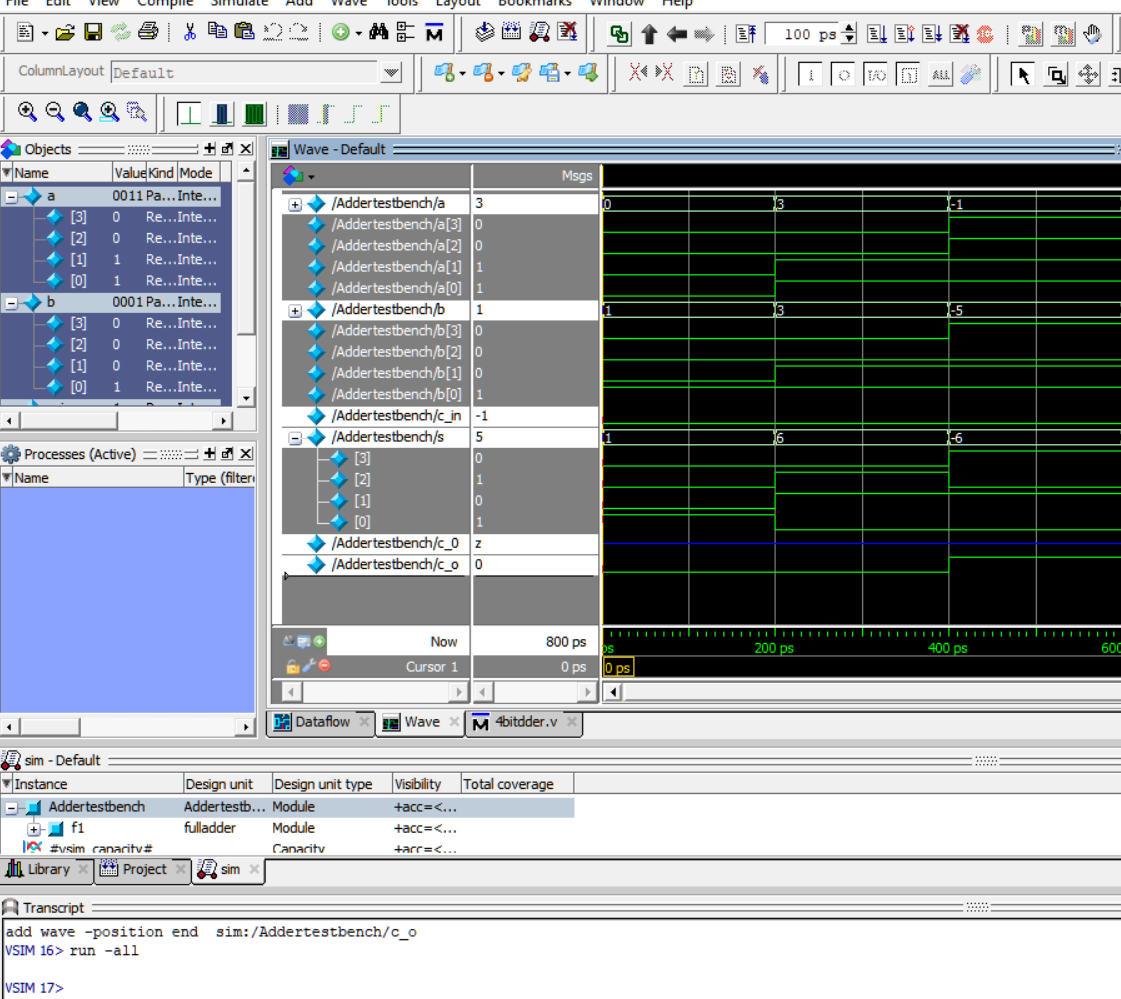 File Edit View Compile Simulate Add Wave Tools Layout Bookmarks Window Help
100 ps
ColumnLayout Default
ALL
Objects
Name Value Kind Mode
a 0011 Pa... Inte...
[3] 0 Re... Inte...
[2] 0 Re... Inte...
[1] 1 Re... Inte...
[0] 1 Re... Inte...
b 0001 Pa... Inte...
[3] 0 Re... Inte...
[2] 0 Re... Inte...
[1] 0 Re... Inte...
[0] 1 Re... Inte...
Processes (Active)
Name Type (filter
Wave - Default
Msgs
/Addertestbench/a 3 0 3 -1
/Addertestbench/a[3] 0
/Addertestbench/a[2] 0
/Addertestbench/a[1] 1
/Addertestbench/a[0] 1
/Addertestbench/b 1 1 3 -5
/Addertestbench/b[3] 0
/Addertestbench/b[2] 0
/Addertestbench/b[1] 0
/Addertestbench/b[0] 1
/Addertestbench/c_in -1
/Addertestbench/s 5 1 6 -6
[3] 0
[2] 1
[1] 0
[0] 1
/Addertestbench/c_0 z
/Addertestbench/c_o 0
Now 800 ps ps 200 ps 400 ps 600
Cursor 1 0 ps 0 ps
Dataflow Wave 4bitdder.v
sim - Default
Instance Design unit Design unit type Visibility Total coverage
Addertestbench Addertestb... Module +acc=<...
f1 fulladder Module +acc=<...
#vsim_capacity# Capacity +acc=<...
Library Project sim
Transcript
add wave -position end sim:/Addertestbench/c_o
VSIM 16> run -all
VSIM 17>